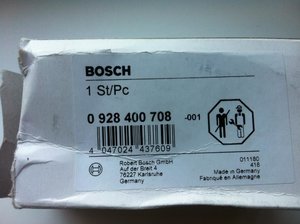 BOSCH
1 St/Pc
0 928 400 708 -001
4 047024 437609
Robert Bosch GmbH
Auf der Breit 4
76227 Karlsruhe
Germany
011180
416
Made in Germany
Fabriqué en Allemagne